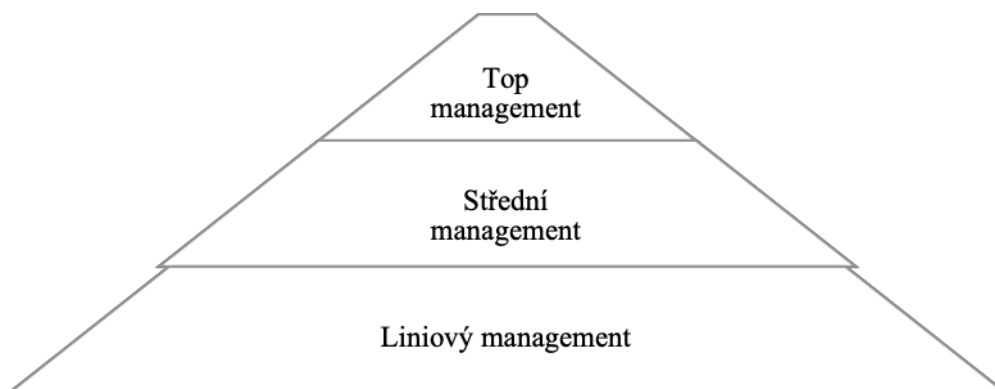 Top
management
Střední
management
Liniový management